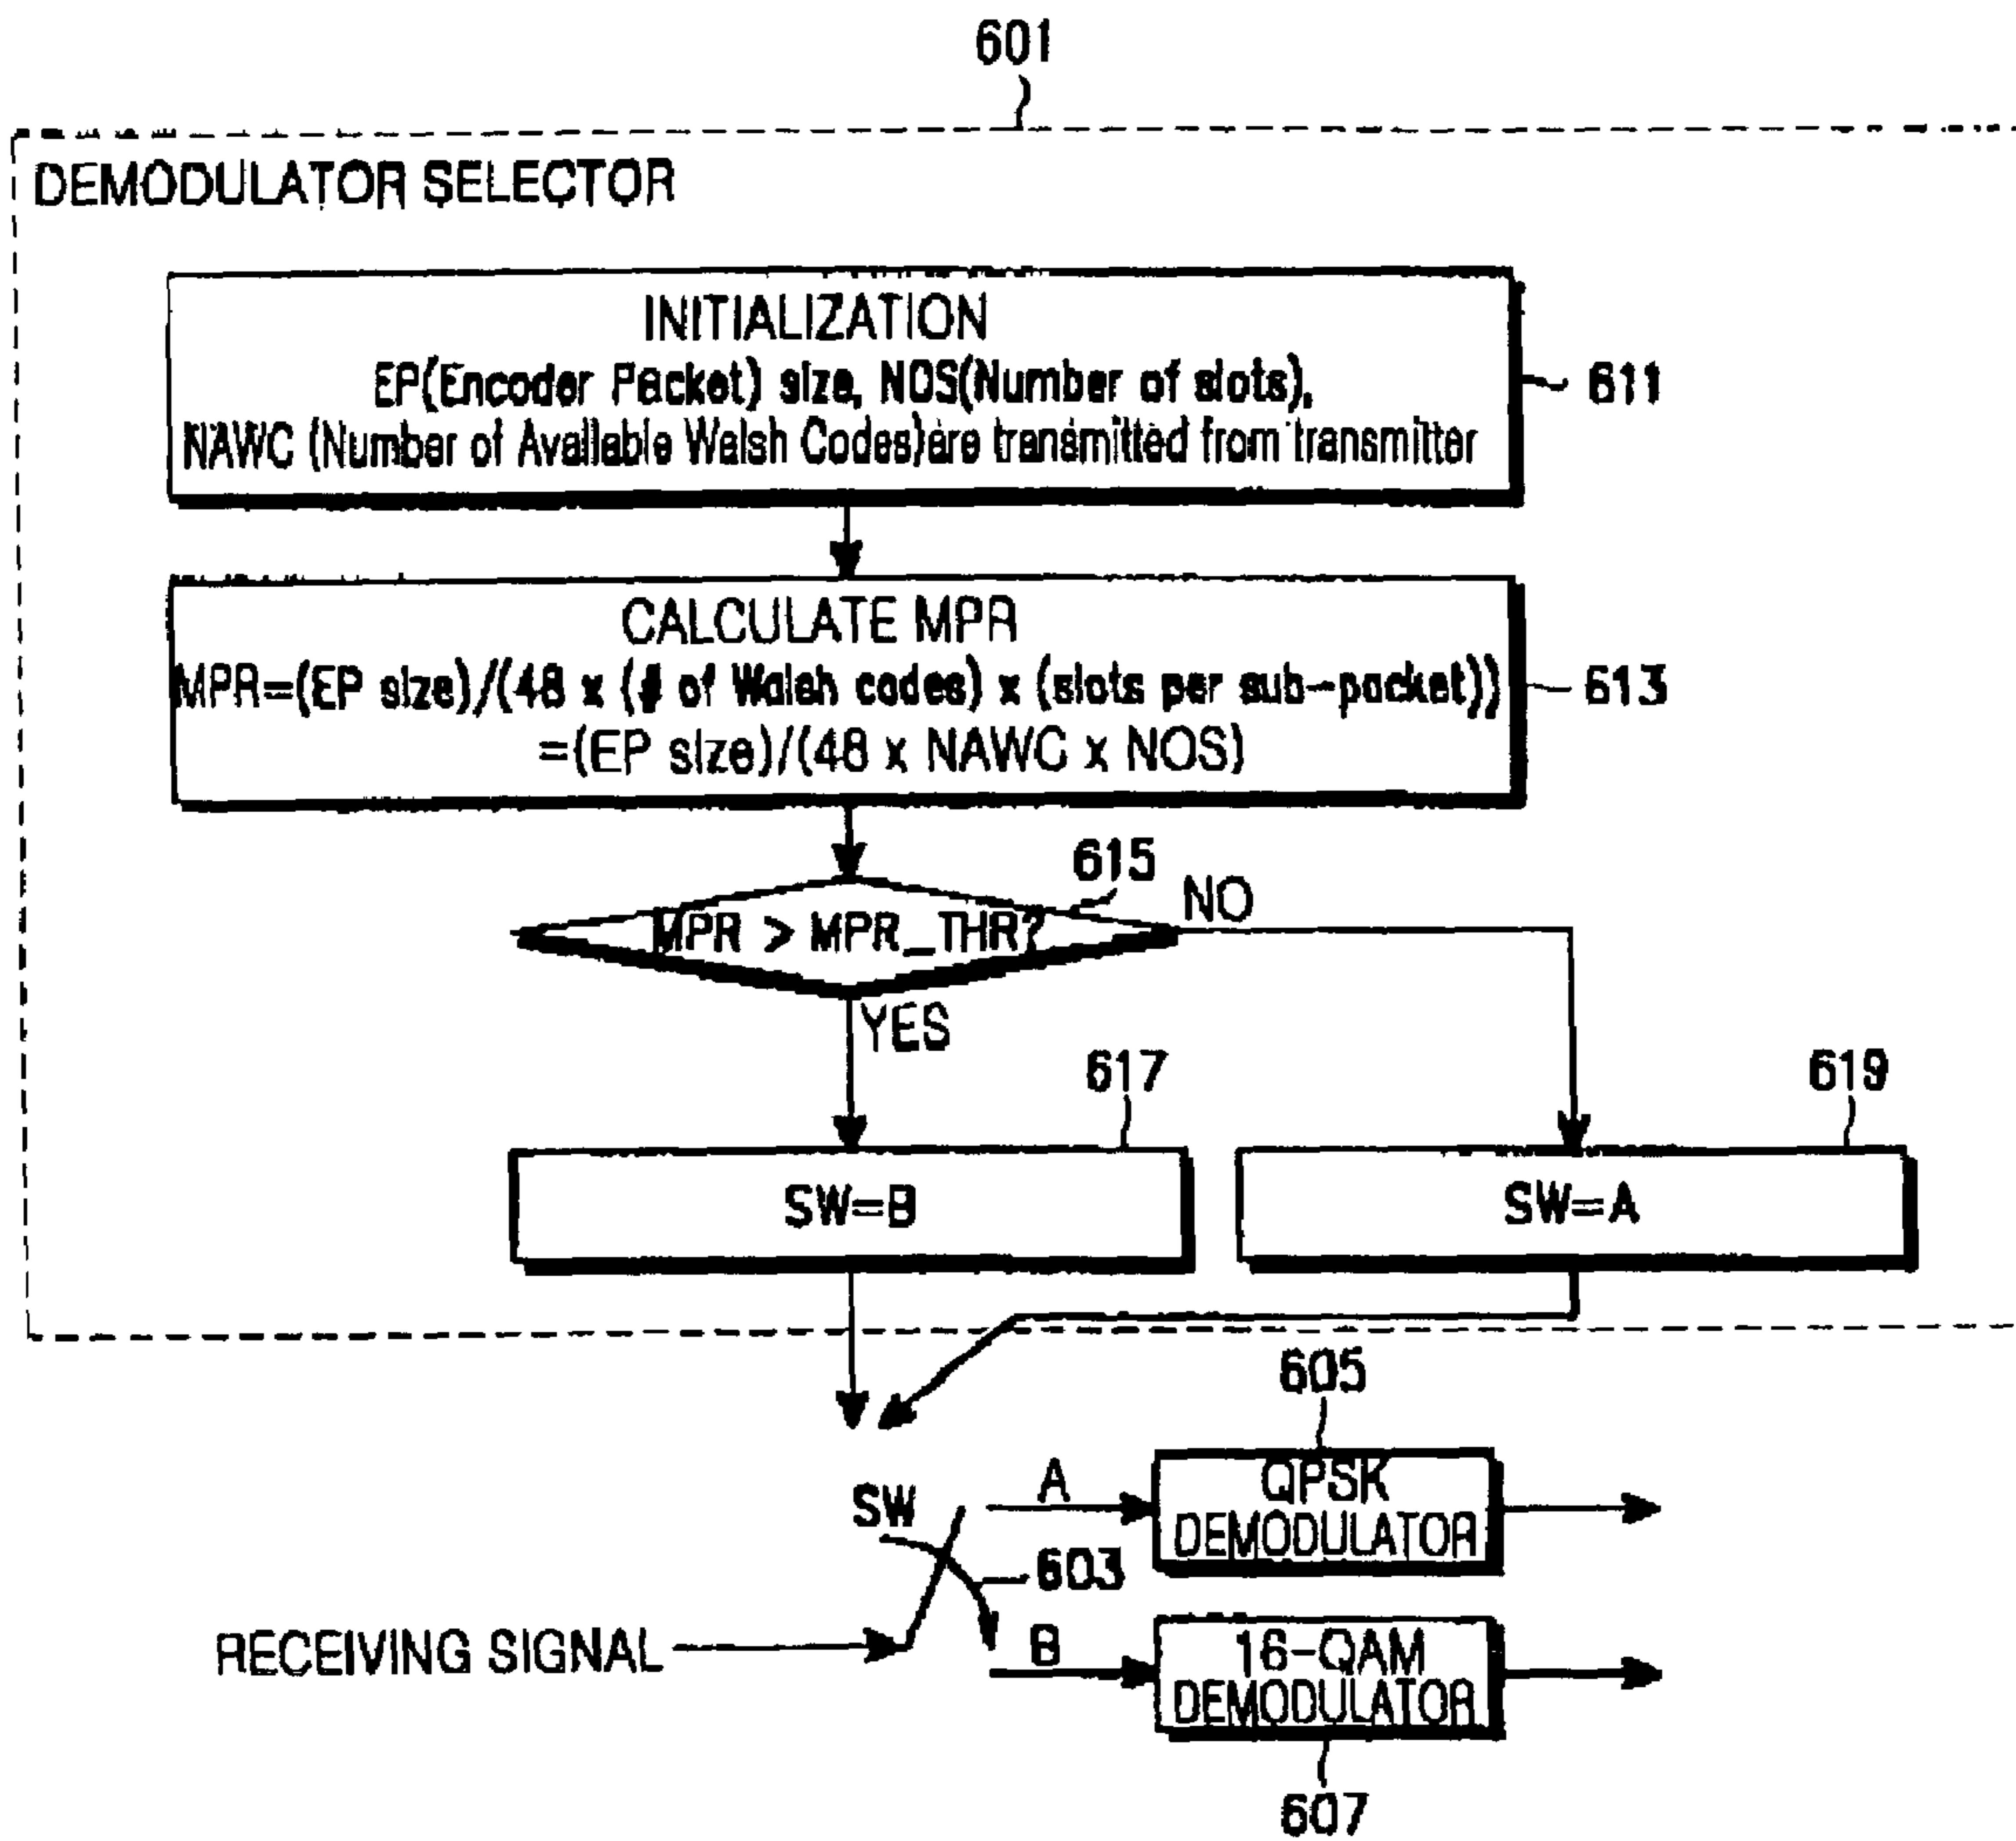 601
DEMODULATOR SELECTOR
INITIALIZATION
EP(Encoder Packet) size, NOS(Number of slots),
NAWC (Number of Available Walsh Codes)are transmitted from transmitter
611
CALCULATE MPR
MPR=(EP size)/(48 x (# of Walsh codes) x (slots per sub-packet))
=(EP size)/(48 x NAWC x NOS)
613
615
MPR > MPR_THR?
NO
YES
617
619
SW=B
SW=A
605
SW
A
QPSK
DEMODULATOR
603
RECEIVING SIGNAL
B
16-QAM
DEMODULATOR
607